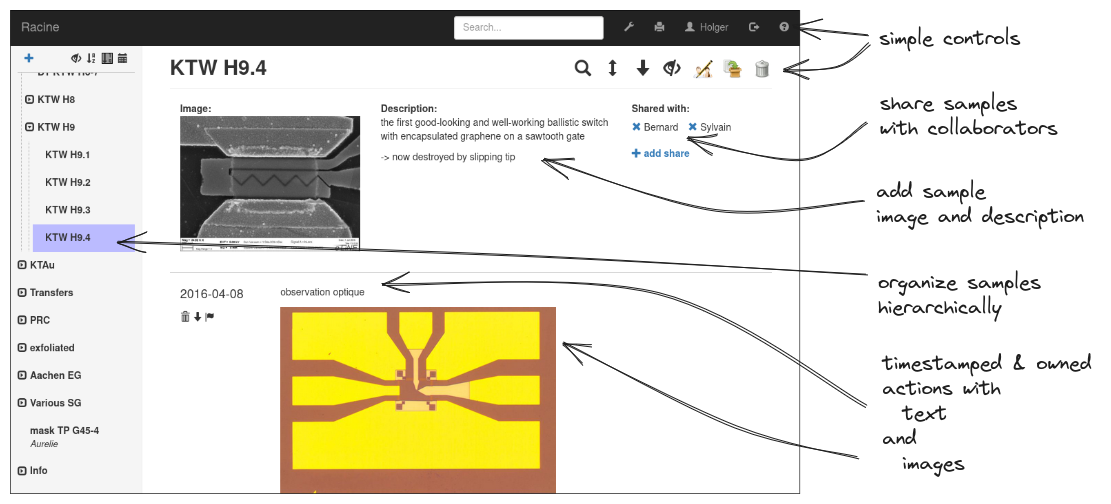 Racine
Search...
Holger
KTW H8
KTW H9
KTW H9.1
KTW H9.2
KTW H9.3
KTW H9.4
KTAu
Transfers
PRC
exfoliated
Aachen EG
Various SG
mask TP G45-4
Aurelie
Info
KTW H9.4
Image:
Description:
the first good-looking and well-working ballistic switch
with encapsulated graphene on a sawtooth gate
-> now destroyed by slipping tip
Shared with:
Bernard Sylvain
add share
2016-04-08
observation optique
simple controls
share samples
with collaborators
add sample
image and description
organize samples
hierarchically
timestamped & owned
actions with
text
and
images